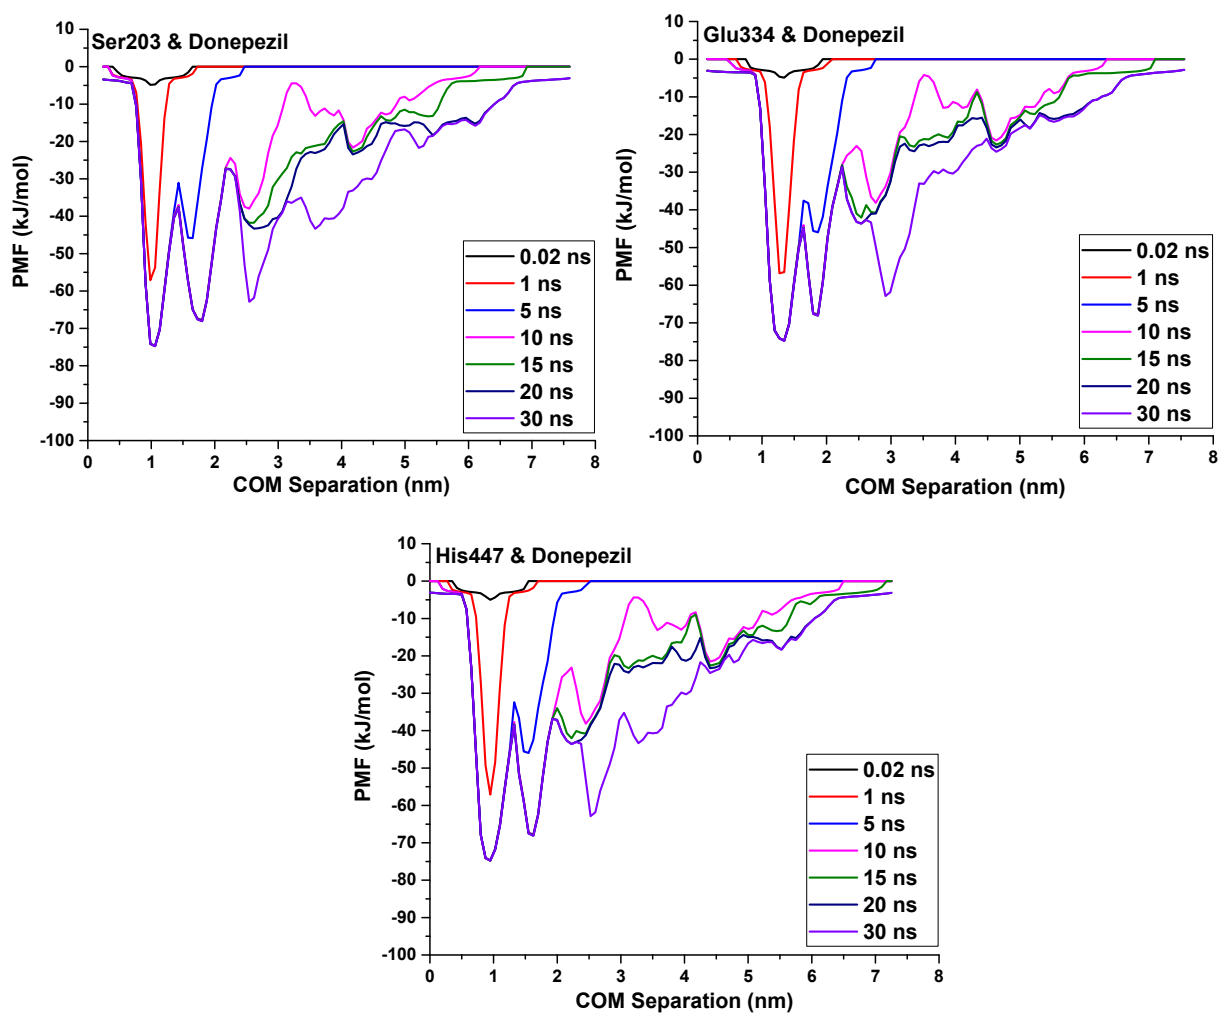 Ser203 & Donepezil
10
0
-10
-20
-30
-40
-50
-60
-70
-80
-90
-100
PMF (kJ/mol)
0 1 2 3 4 5 6 7 8
COM Separation (nm)
0.02 ns
1 ns
5 ns
10 ns
15 ns
20 ns
30 ns
Glu334 & Donepezil
10
0
-10
-20
-30
-40
-50
-60
-70
-80
-90
-100
PMF (kJ/mol)
0 1 2 3 4 5 6 7 8
COM Separation (nm)
0.02 ns
1 ns
5 ns
10 ns
15 ns
20 ns
30 ns
His447 & Donepezil
10
0
-10
-20
-30
-40
-50
-60
-70
-80
-90
-100
PMF (kJ/mol)
0 1 2 3 4 5 6 7 8
COM Separation (nm)
0.02 ns
1 ns
5 ns
10 ns
15 ns
20 ns
30 ns